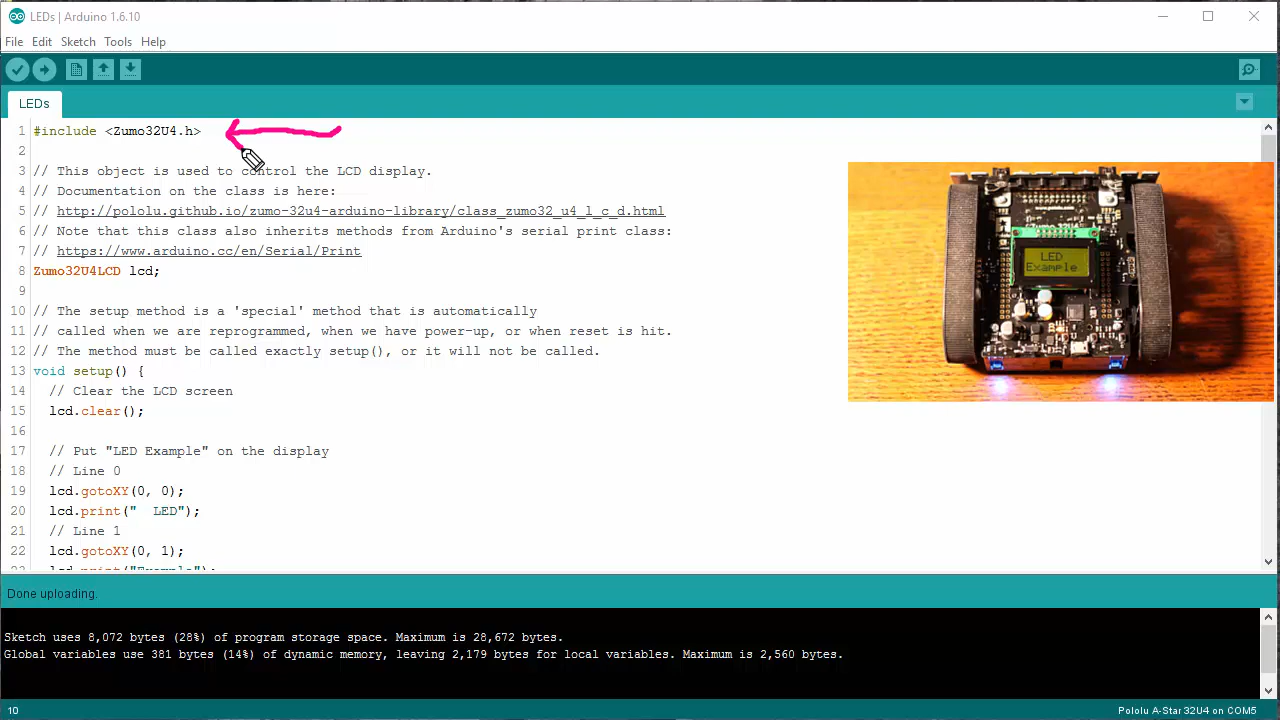 LEDs | Arduino 1.6.10
File Edit Sketch Tools Help
LEDs
1 #include <Zumo32U4.h>
2
3 // This object is used to control the LCD display.
4 // Documentation on the class is here:
5 // http://pololu.github.io/zumo-32u4-arduino-library/class_zumo32_u4_l_c_d.html
6 // Note that this class also inherits methods from Arduino's serial print class:
7 // https://www.arduino.cc/en/Serial/Print
8 Zumo32U4LCD lcd;
9
10 // The setup method is a 'special' method that is automatically
11 // called when we are reprogrammed, when we have power-up, or when reset is hit.
12 // The method must be called exactly setup(), or it will not be called.
13 void setup() {
14 // Clear the LCD screen
15 lcd.clear();
16
17 // Put "LED Example" on the display
18 // Line 0
19 lcd.gotoXY(0, 0);
20 lcd.print("  LED");
21 // Line 1
22 lcd.gotoXY(0, 1);
23 lcd.print("Example");
LED
Example
Done uploading.
Sketch uses 8,072 bytes (28%) of program storage space. Maximum is 28,672 bytes.
Global variables use 381 bytes (14%) of dynamic memory, leaving 2,179 bytes for local variables. Maximum is 2,560 bytes.
10 Pololu A-Star 32U4 on COM5